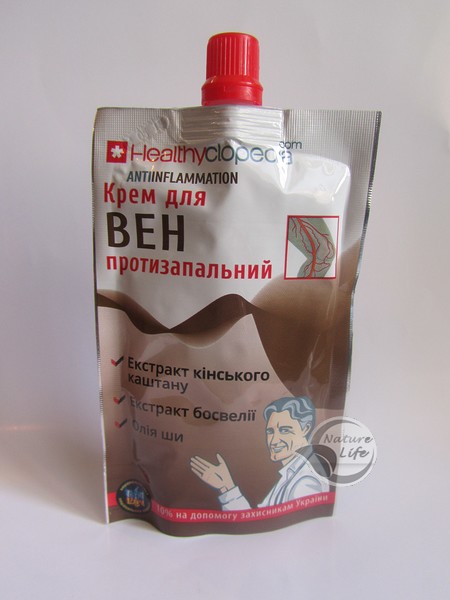 Healthyclopedia
.com
ANTIINFLAMMATION
Крем для
ВЕН
протизапальний
Екстракт кінського
каштану
Екстракт босвелії
Олія ши
Nature
Life
10% на допомогу захисникам України